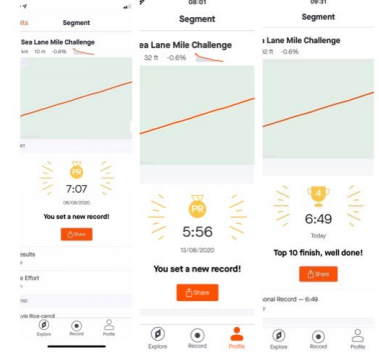 Segment
Sea Lane Mile Challenge
km 10 m -0.6%
PR
7:07
08/08/2020
You set a new record!
Share
esults
e Effort
Explore Record Profile
08:01
Segment
ea Lane Mile Challenge
32 ft -0.6%
PR
5:56
13/08/2020
You set a new record!
Share
Explore Record Profile
09:31
Segment
a Lane Mile Challenge
32 ft -0.6%
4
6:49
Today
Top 10 finish, well done!
Share
onal Record — 6:49
Explore Record Profile